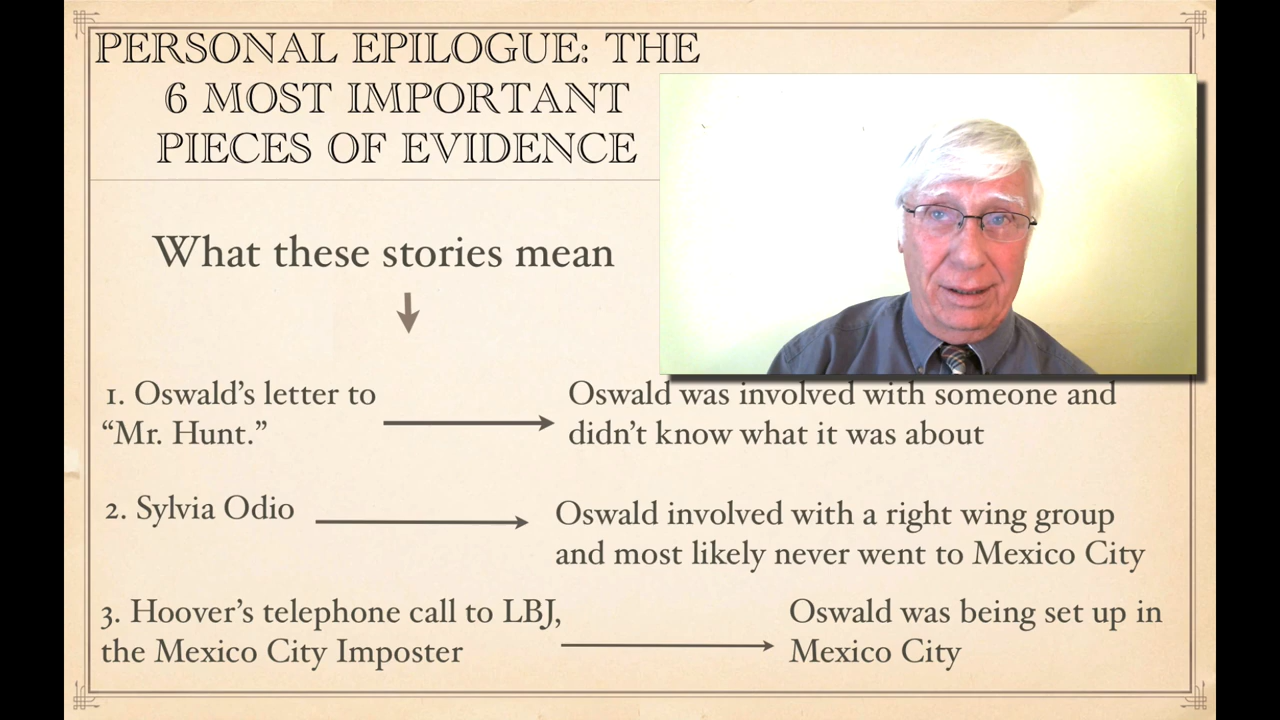 PERSONAL EPILOGUE: THE
6 MOST IMPORTANT
PIECES OF EVIDENCE
What these stories mean
1. Oswald's letter to
“Mr. Hunt.”
Oswald was involved with someone and
didn't know what it was about
2. Sylvia Odio
Oswald involved with a right wing group
and most likely never went to Mexico City
3. Hoover's telephone call to LBJ,
the Mexico City Imposter
Oswald was being set up in
Mexico City